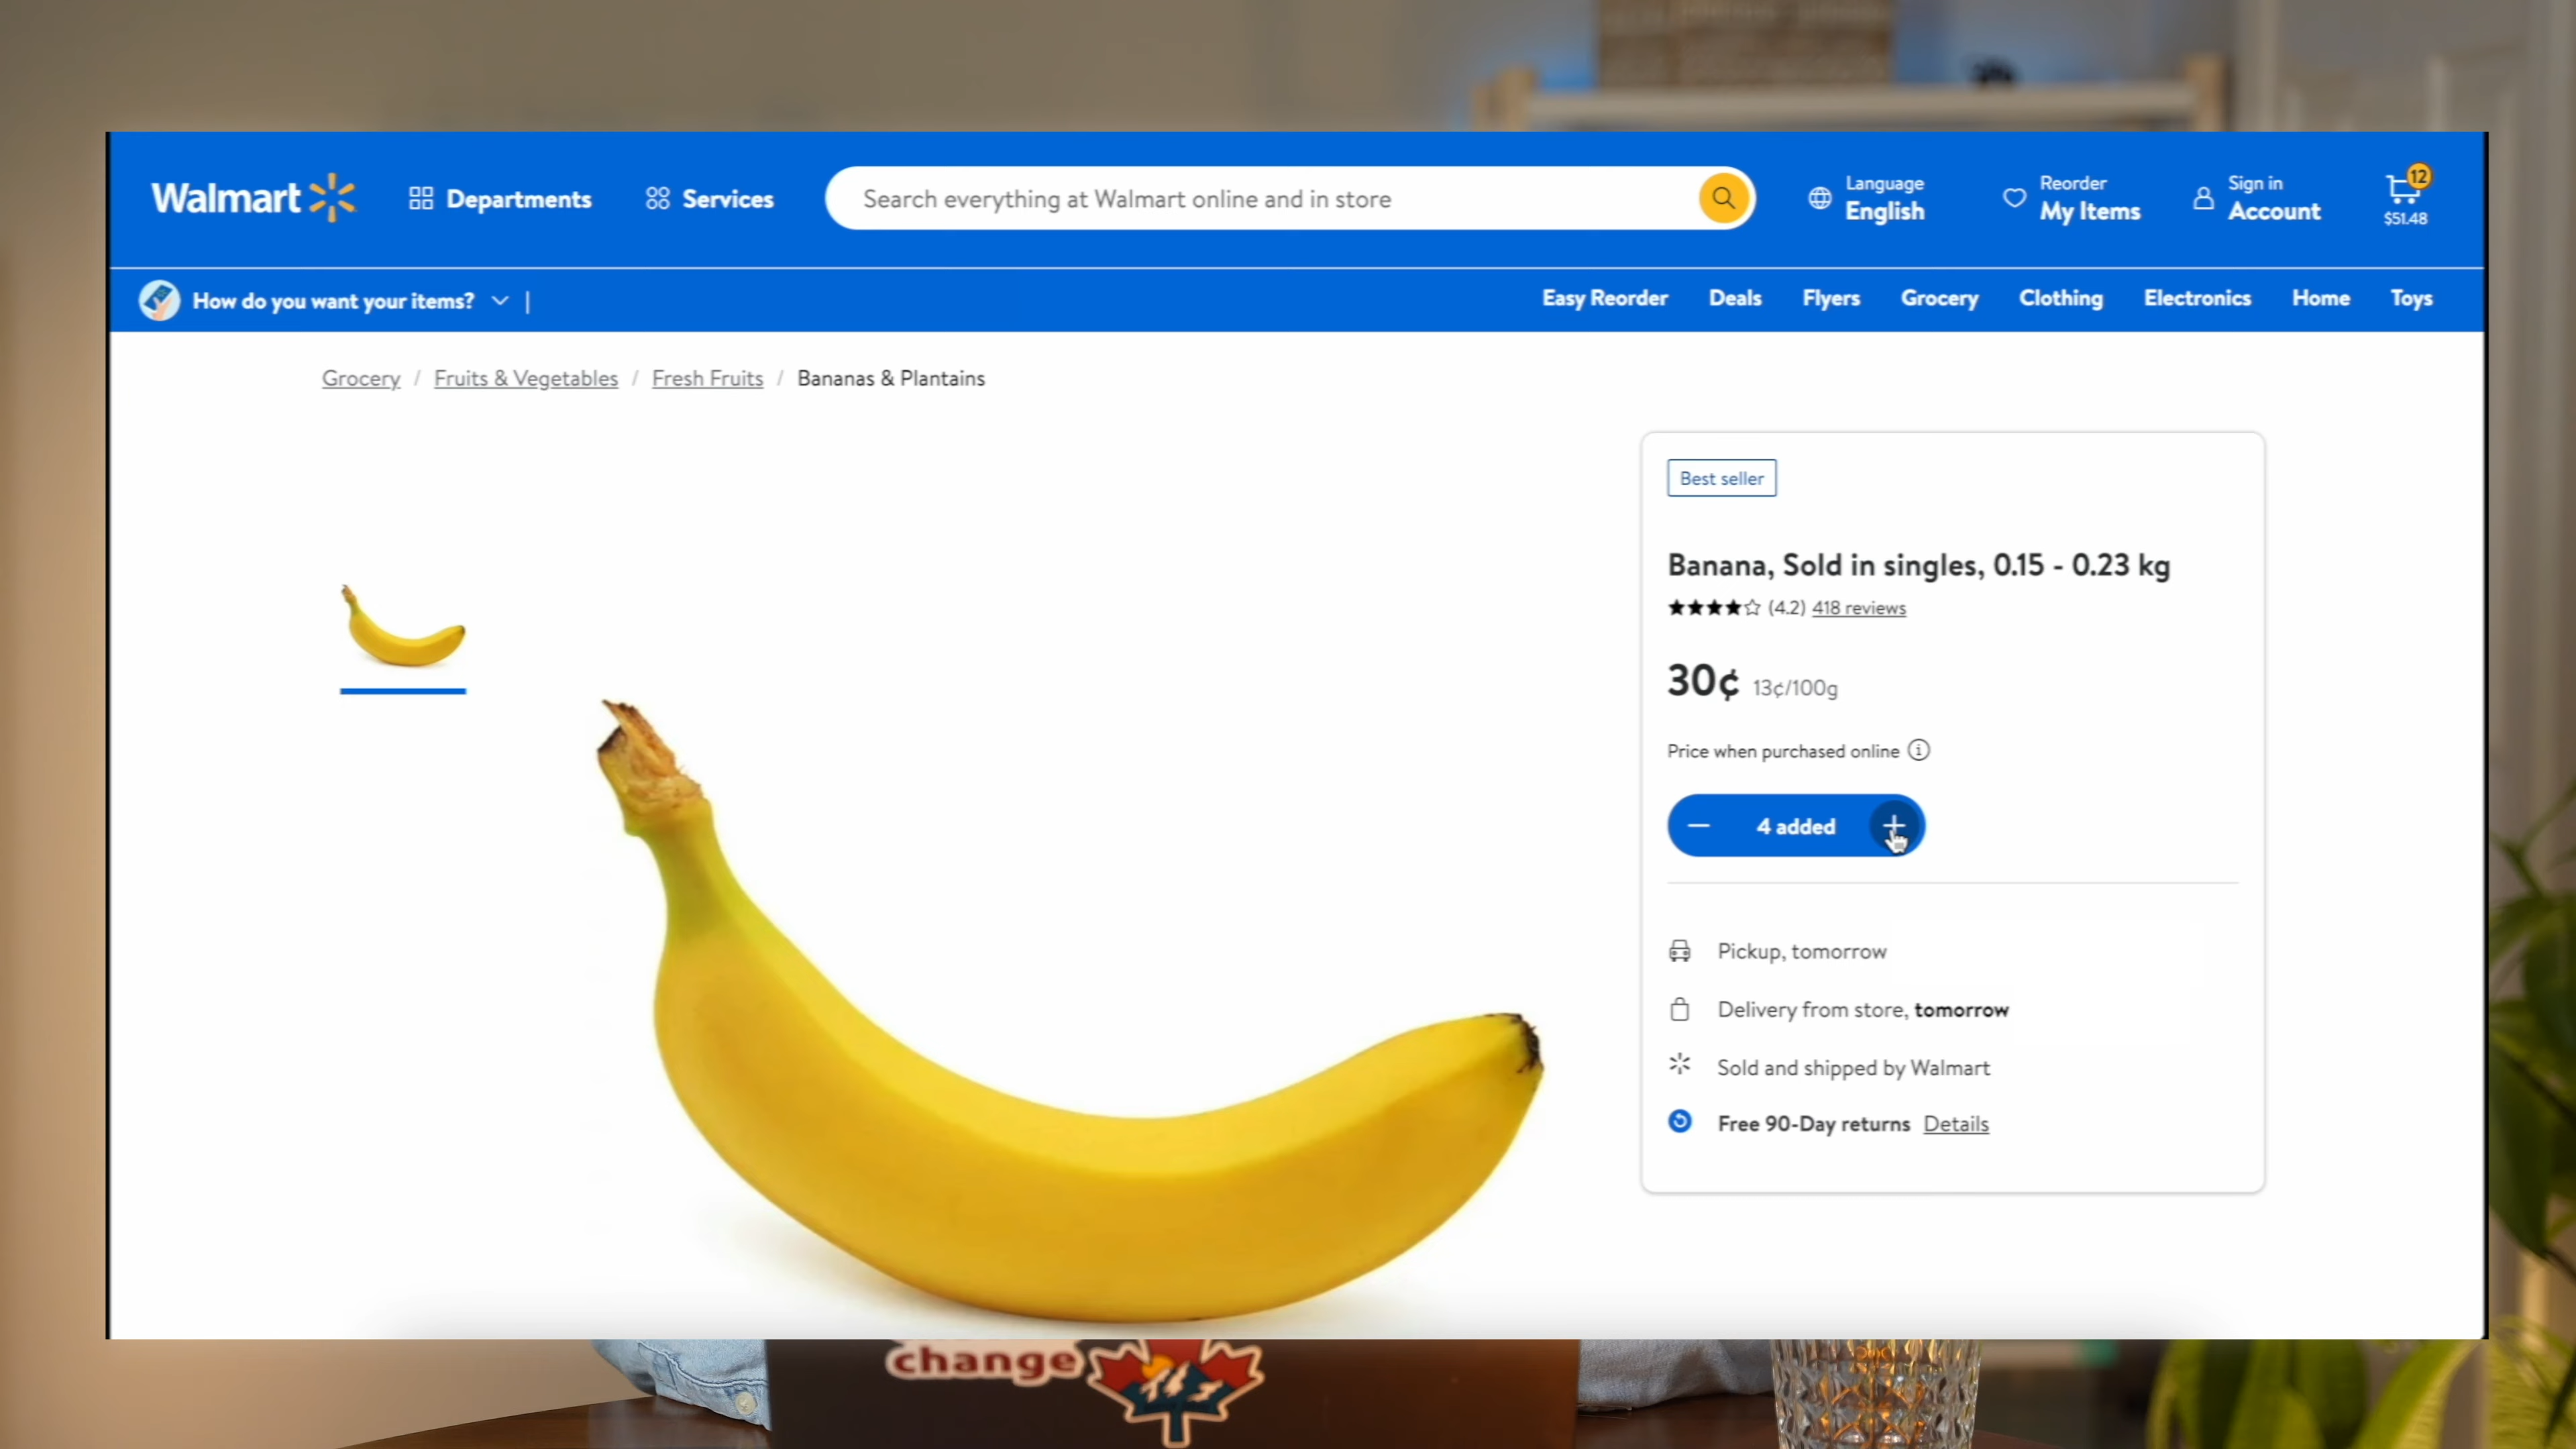 Walmart
Departments
Services
Search everything at Walmart online and in store
Language
English
Reorder
My Items
Sign in
Account
12
$51.48
How do you want your items?
Easy Reorder
Deals
Flyers
Grocery
Clothing
Electronics
Home
Toys
Grocery / Fruits & Vegetables / Fresh Fruits / Bananas & Plantains
Best seller
Banana, Sold in singles, 0.15 - 0.23 kg
(4.2) 418 reviews
30¢ 13¢/100g
Price when purchased online
4 added
Pickup, tomorrow
Delivery from store, tomorrow
Sold and shipped by Walmart
Free 90-Day returns Details
change